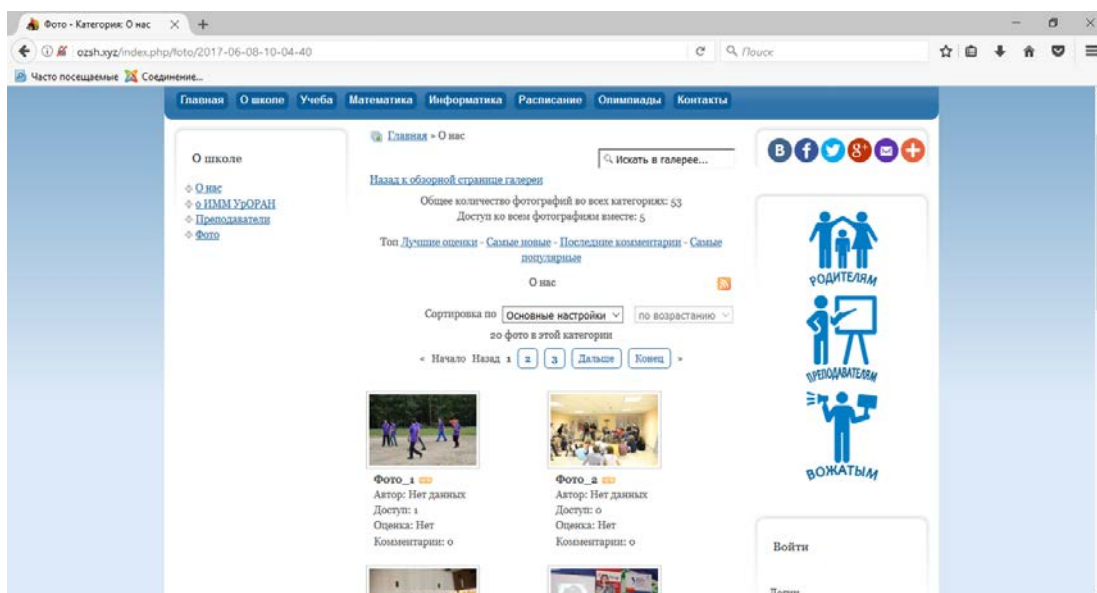 Фото - Категория: О нас
ozsh.xyz/index.php/foto/2017-06-08-10-04-40
Поиск
Часто посещаемые Соединение...
Главная О школе Учеба Математика Информатика Расписание Олимпиады Контакты
О школе
О нас
о ИММ УрОРАН
Преподаватели
Фото
Главная » О нас
Искать в галерее...
Назад к обзорной странице галереи
Общее количество фотографий во всех категориях: 53
Доступ ко всем фотографиям вместе: 5
Топ Лучшие оценки - Самые новые - Последние комментарии - Самые
популярные
О нас
Сортировка по Основные настройки по возрастанию
20 фото в этой категории
« Начало Назад 1 2 3 Дальше Конец »
Фото_1
Автор: Нет данных
Доступ: 1
Оценка: Нет
Комментарии: 0
Фото_2
Автор: Нет данных
Доступ: 0
Оценка: Нет
Комментарии: 0
В f g+
РОДИТЕЛЯМ
ПРЕПОДАВАТЕЛЯМ
ВОЖАТЫМ
Войти